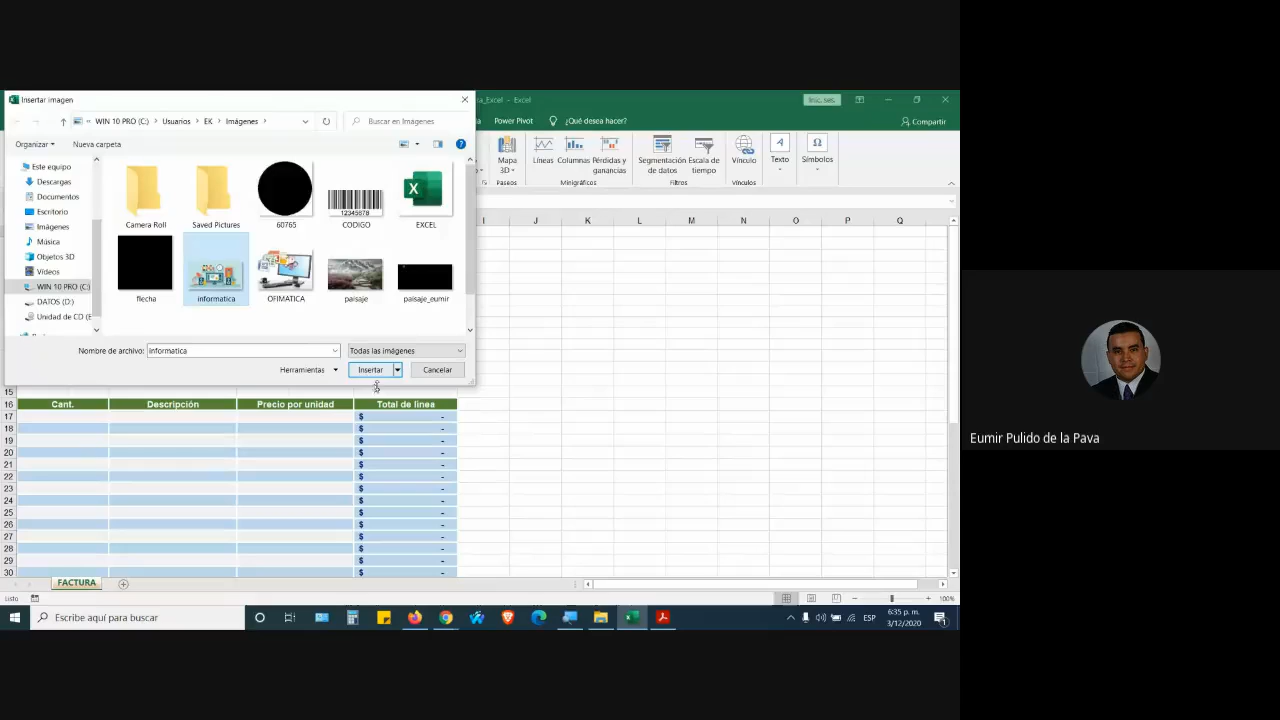 Insertar imagen
ra_Excel - Excel
Inic. ses.
WIN 10 PRO (C:) > Usuarios > EK > Imágenes >
Buscar en Imágenes
Power Pivot
¿Qué desea hacer?
Compartir
Organizar
Nueva carpeta
Mapa 3D
Líneas
Columnas
Pérdidas y ganancias
Segmentación de datos
Escala de tiempo
Vínculo
Texto
Símbolos
Paseos
Minigráficos
Filtros
Vínculos
Este equipo
Descargas
Documentos
Escritorio
Imágenes
Música
Objetos 3D
Vídeos
WIN 10 PRO (C:)
DATOS (D:)
Unidad de CD (E
Camera Roll
Saved Pictures
60765
12345678
CODIGO
EXCEL
flecha
informatica
OFIMATICA
paisaje
paisaje_eumir
Nombre de archivo:
informatica
Todas las imágenes
Herramientas
Insertar
Cancelar
I J K L M N O P Q
15
16 Cant. Descripción Precio por unidad Total de línea
17 $ -
18 $ -
19 $ -
20 $ -
21 $ -
22 $ -
23 $ -
24 $ -
25 $ -
26 $ -
27 $ -
28 $ -
29 $ -
30 $ -
FACTURA
Listo
100%
Escribe aquí para buscar
ESP
6:35 p. m.
3/12/2020
Eumir Pulido de la Pava